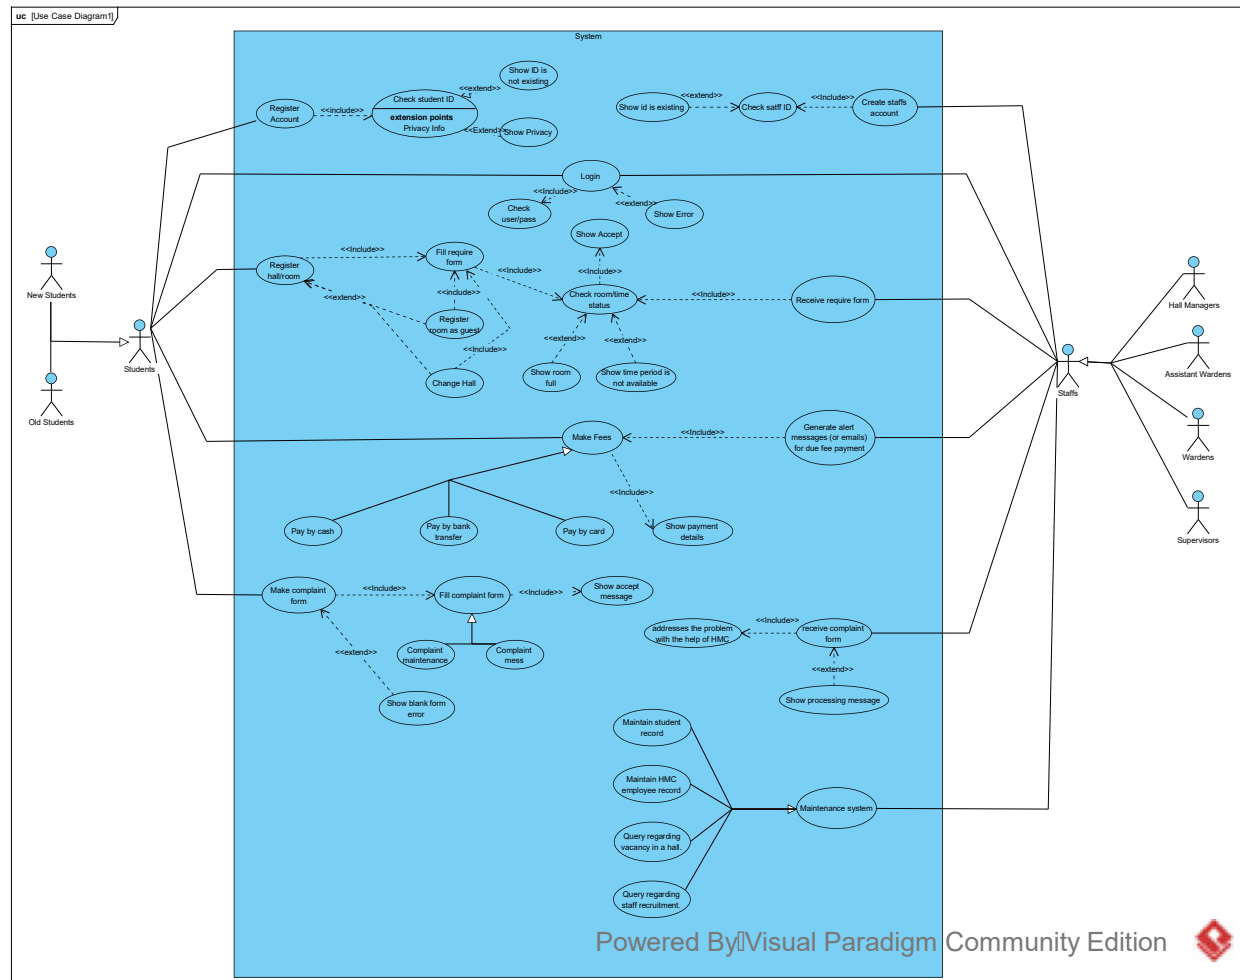 uc [Use Case Diagram1]
System
Show ID is
not existing
<<extend>>
Check student ID
extension points
Privacy Info
Register
Account
<<include>>
<<Extend>>
Show Privacy
Show id is existing
<<extend>>
Check satff ID
<<Include>>
Create staffs
account
Login
<<Include>>
<<extend>>
Check
user/pass
Show Error
Show Accept
<<Include>>
Fill require
form
<<Include>>
<<Include>>
Register
hall/room
<<extend>>
<<include>>
Check room/time
status
<<Include>>
Receive require form
Register
room as guest
<<Include>>
<<extend>>
<<extend>>
Change Hall
Show room
full
Show time period is
not available
New Students
Students
Old Students
Hall Managers
Assistant Wardens
Staffs
Wardens
Supervisors
Make Fees
<<Include>>
Generate alert
messages (or emails)
for due fee payment
<<Include>>
Pay by cash
Pay by bank
transfer
Pay by card
Show payment
details
Make complaint
form
<<Include>>
Fill complaint form
<<Include>>
Show accept
message
<<extend>>
Complaint
maintenance
Complaint
mess
Show blank form
error
addresses the problem
with the help of HMC
<<Include>>
receive complaint
form
<<extend>>
Show processing message
Maintain student
record
Maintain HMC
employee record
Maintenance system
Query regarding
vacancy in a hall.
Query regarding
staff recruitment.
Powered By Visual Paradigm Community Edition